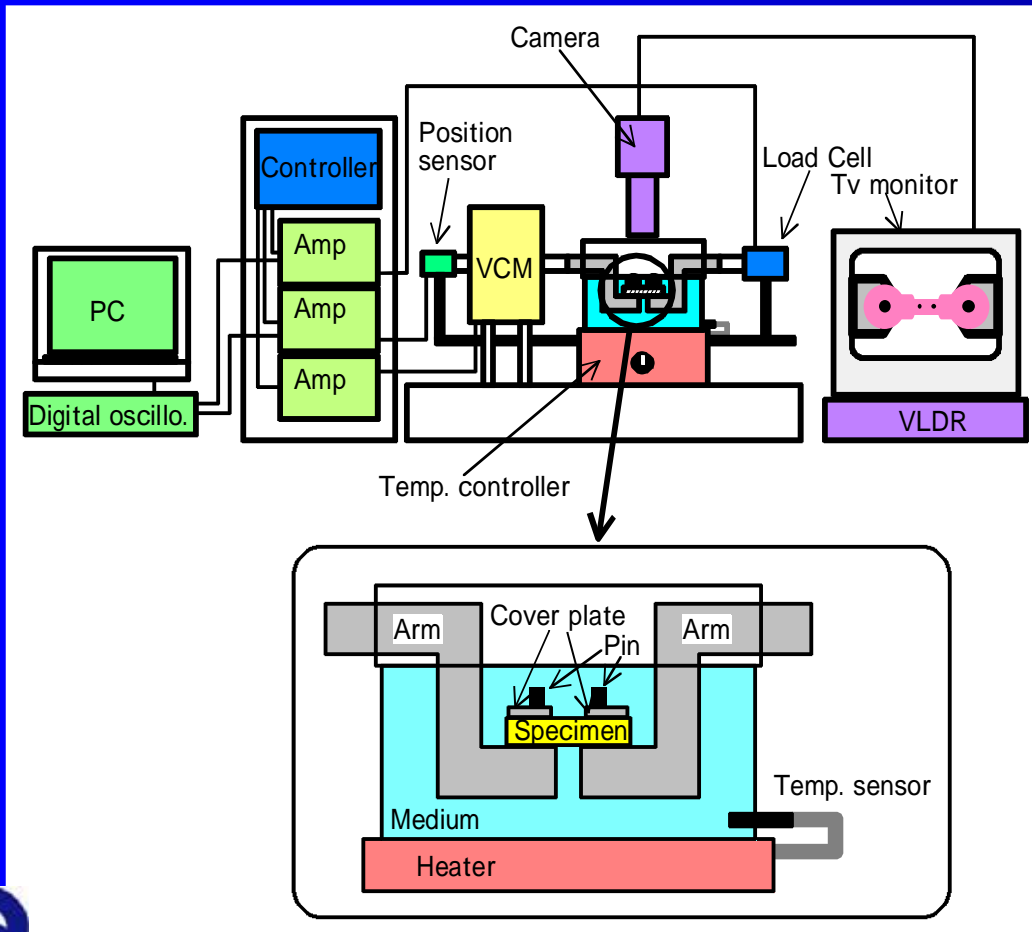 Camera
Position
sensor
Load Cell
Tv monitor
Controller
Amp
VCM
PC
Amp
Amp
Digital oscillo.
VLDR
Temp. controller
Arm
Cover plate
Arm
Pin
Specimen
Temp. sensor
Medium
Heater